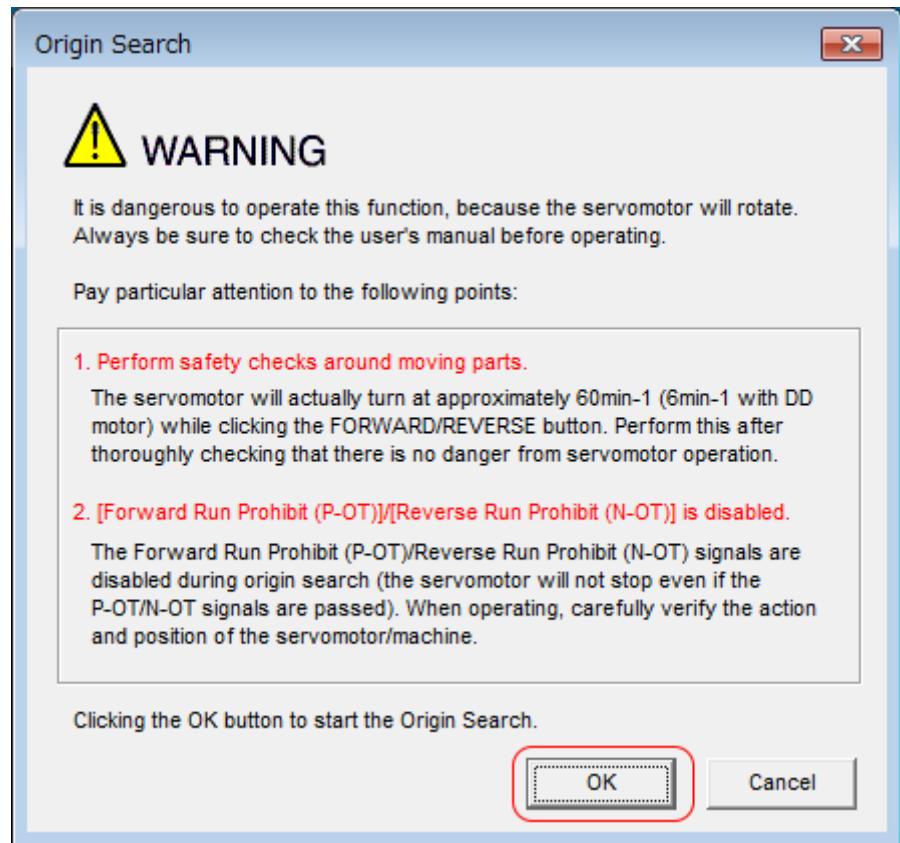 Origin Search
WARNING
It is dangerous to operate this function, because the servomotor will rotate.
Always be sure to check the user's manual before operating.
Pay particular attention to the following points:
1. Perform safety checks around moving parts.
The servomotor will actually turn at approximately 60min-1 (6min-1 with DD
motor) while clicking the FORWARD/REVERSE button. Perform this after
thoroughly checking that there is no danger from servomotor operation.
2. [Forward Run Prohibit (P-OT)]/[Reverse Run Prohibit (N-OT)] is disabled.
The Forward Run Prohibit (P-OT)/Reverse Run Prohibit (N-OT) signals are
disabled during origin search (the servomotor will not stop even if the
P-OT/N-OT signals are passed). When operating, carefully verify the action
and position of the servomotor/machine.
Clicking the OK button to start the Origin Search.
OK
Cancel